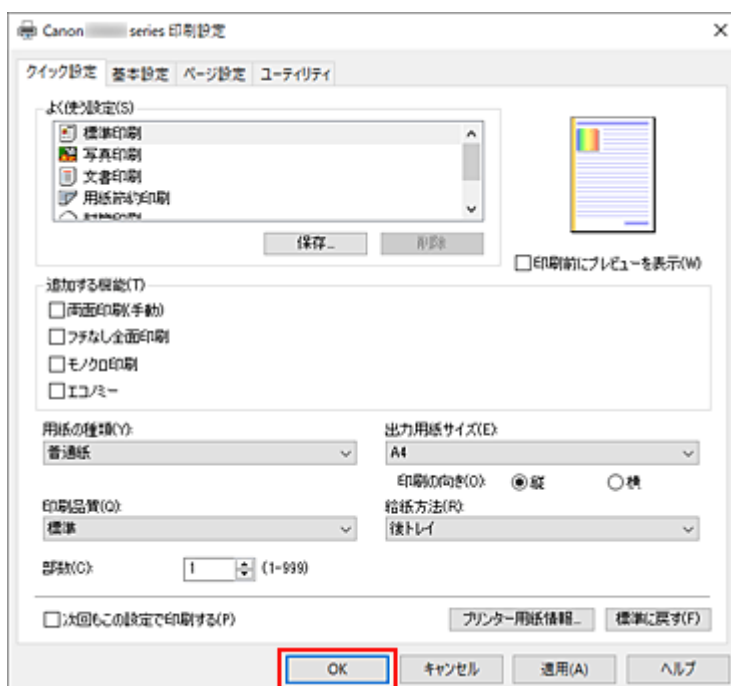 Canon series 印刷設定
クイック設定 基本設定 ページ設定 ユーティリティ
よく使う設定(S)
標準印刷
写真印刷
文書印刷
用紙節約印刷
保存... 削除
印刷前にプレビューを表示(W)
追加する機能(T)
両面印刷(手動)
フチなし全面印刷
モノクロ印刷
エコノミー
用紙の種類(Y): 出力用紙サイズ(E):
普通紙 A4
印刷の向き(O): 縦 横
印刷品質(Q): 給紙方法(R):
標準 後トレイ
部数(C): 1 (1-999)
次回もこの設定で印刷する(P) プリンター用紙情報... 標準に戻す(F)
OK キャンセル 適用(A) ヘルプ